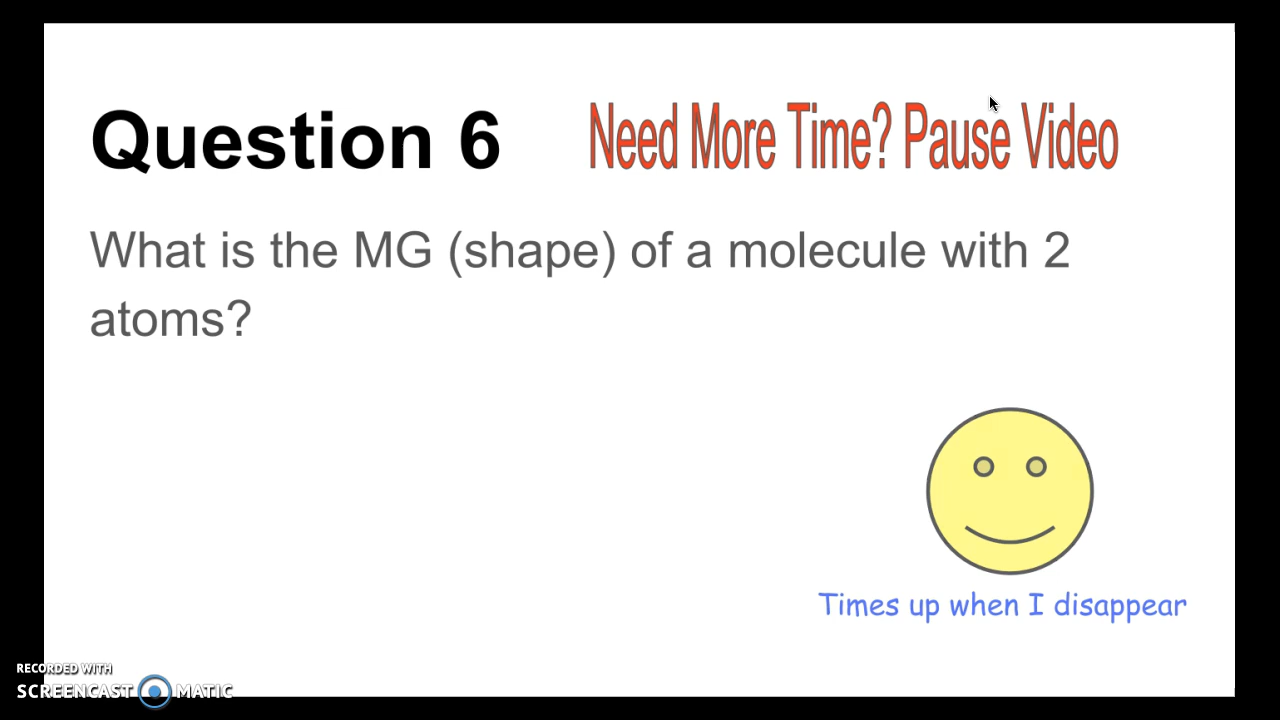 Question 6
Need More Time? Pause Video
What is the MG (shape) of a molecule with 2
atoms?
Times up when I disappear
RECORDED WITH
SCREENCAST MATIC